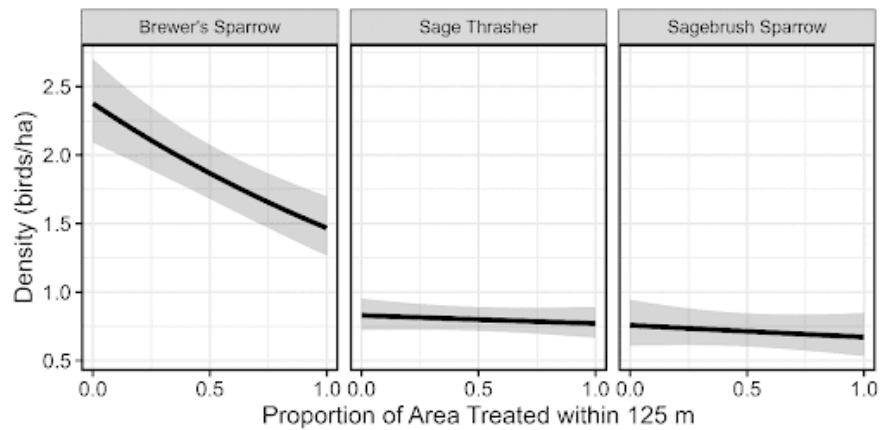 Brewer's Sparrow Sage Thrasher Sagebrush Sparrow
Density (birds/ha)
2.5
2.0
1.5
1.0
0.5
0.0 0.5 1.0 0.0 0.5 1.0 0.0 0.5 1.0
Proportion of Area Treated within 125 m